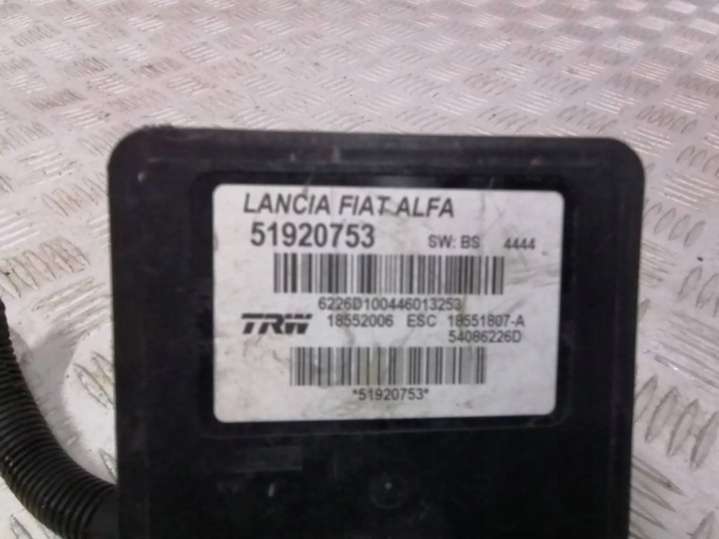 LANCIA FIAT ALFA
51920753 SW: BS 4444
6226D100446013253
TRW 18552006 ESC 18551807-A
54086226D
*51920753*